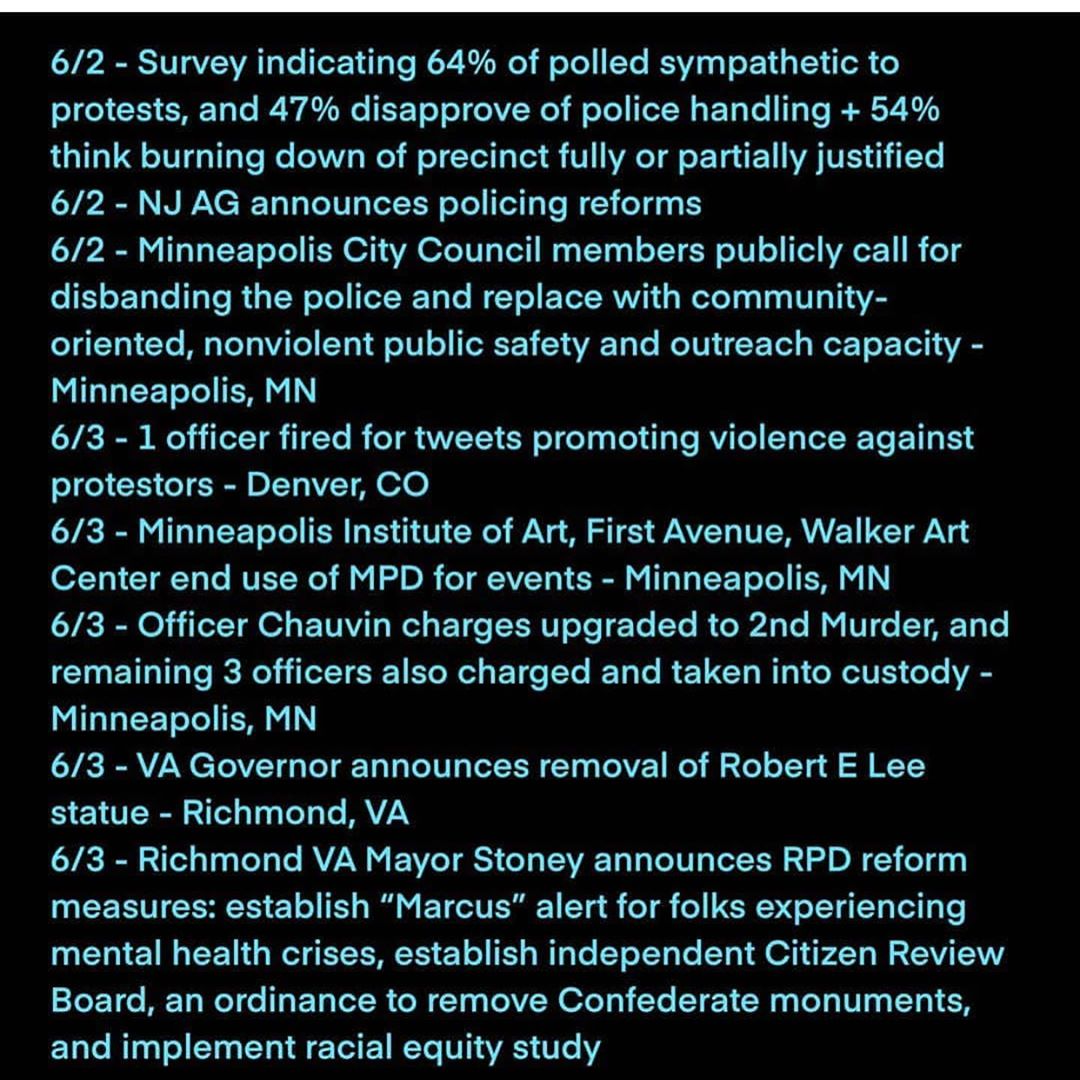 6/2 - Survey indicating 64% of polled sympathetic to
protests, and 47% disapprove of police handling + 54%
think burning down of precinct fully or partially justified
6/2 - NJ AG announces policing reforms
6/2 - Minneapolis City Council members publicly call for
disbanding the police and replace with community-
oriented, nonviolent public safety and outreach capacity -
Minneapolis, MN
6/3 - 1 officer fired for tweets promoting violence against
protestors - Denver, CO
6/3 - Minneapolis Institute of Art, First Avenue, Walker Art
Center end use of MPD for events - Minneapolis, MN
6/3 - Officer Chauvin charges upgraded to 2nd Murder, and
remaining 3 officers also charged and taken into custody -
Minneapolis, MN
6/3 - VA Governor announces removal of Robert E Lee
statue - Richmond, VA
6/3 - Richmond VA Mayor Stoney announces RPD reform
measures: establish "Marcus" alert for folks experiencing
mental health crises, establish independent Citizen Review
Board, an ordinance to remove Confederate monuments,
and implement racial equity study